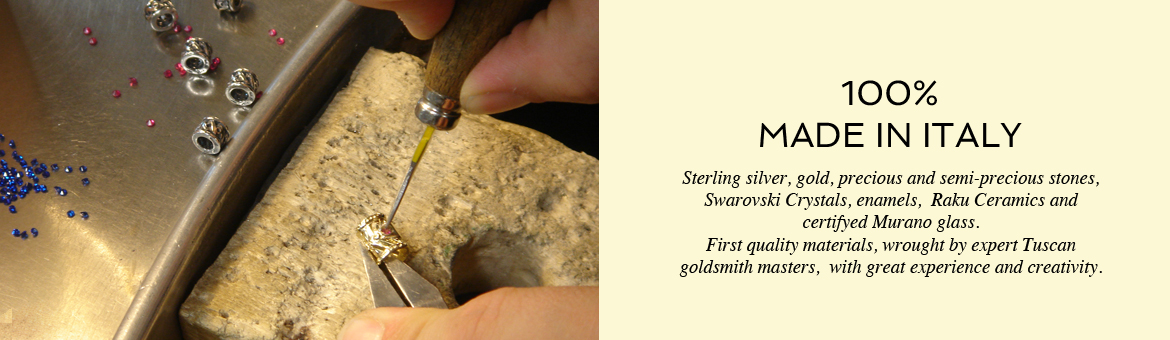 100%
MADE IN ITALY
Sterling silver, gold, precious and semi-precious stones,
Swarovski Crystals, enamels,  Raku Ceramics and
certifyed Murano glass.
First quality materials, wrought by expert Tuscan
goldsmith masters,  with great experience and creativity.